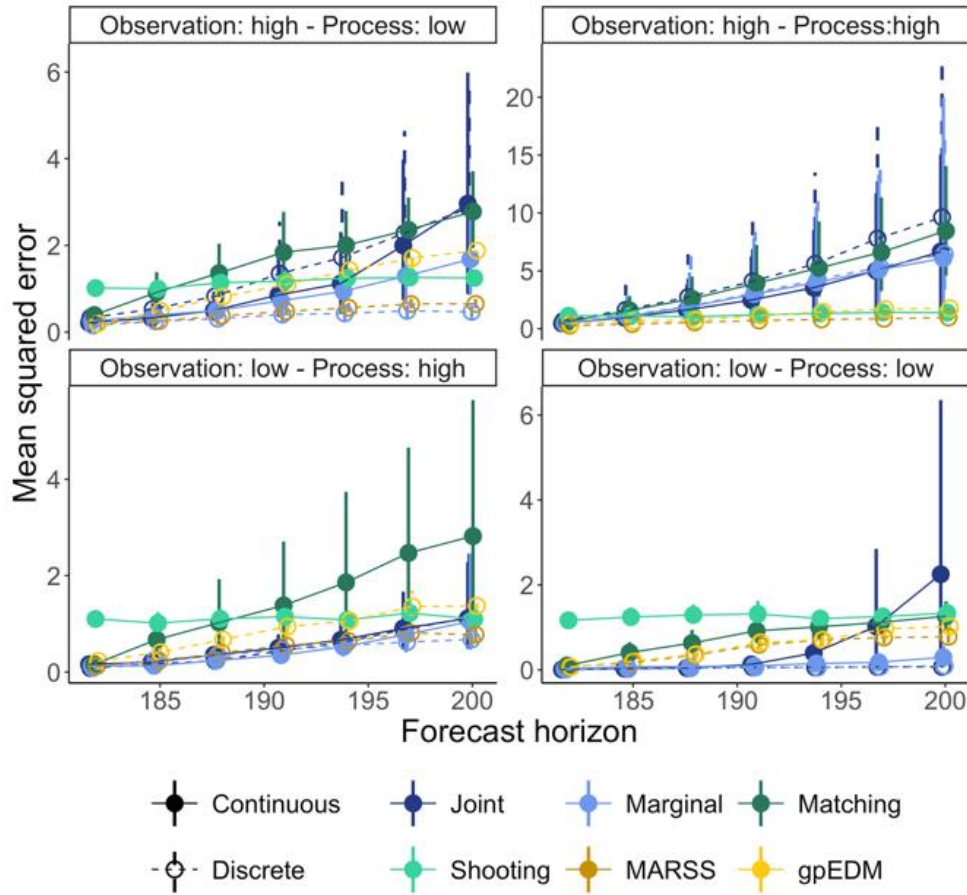 Observation: high - Process: low
Observation: high - Process:high
Mean squared error
6
4
2
0
20
15
10
5
0
Observation: low - Process: high
Observation: low - Process: low
4
2
0
6
4
2
0
185 190 195 200
185 190 195 200
Forecast horizon
Continuous Joint Marginal Matching
Discrete Shooting MARSS gpEDM